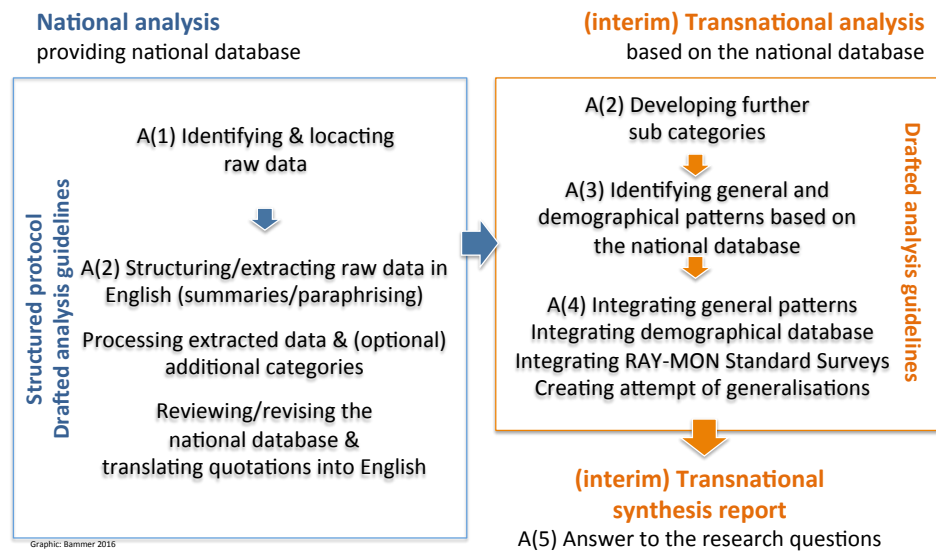 National analysis
providing national database
Structured protocol
Drafted analysis guidelines
A(1) Identifying & locacting
raw data
A(2) Structuring/extracting raw data in
English (summaries/paraphrising)
Processing extracted data & (optional)
additional categories
Reviewing/revising the
national database &
translating quotations into English
Graphic: Bammer 2016
(interim) Transnational analysis
based on the national database
A(2) Developing further
sub categories
A(3) Identifying general and
demographical patterns based on
the national database
A(4) Integrating general patterns
Integrating demographical database
Integrating RAY-MON Standard Surveys
Creating attempt of generalisations
Drafted analysis guidelines
(interim) Transnational
synthesis report
A(5) Answer to the research questions